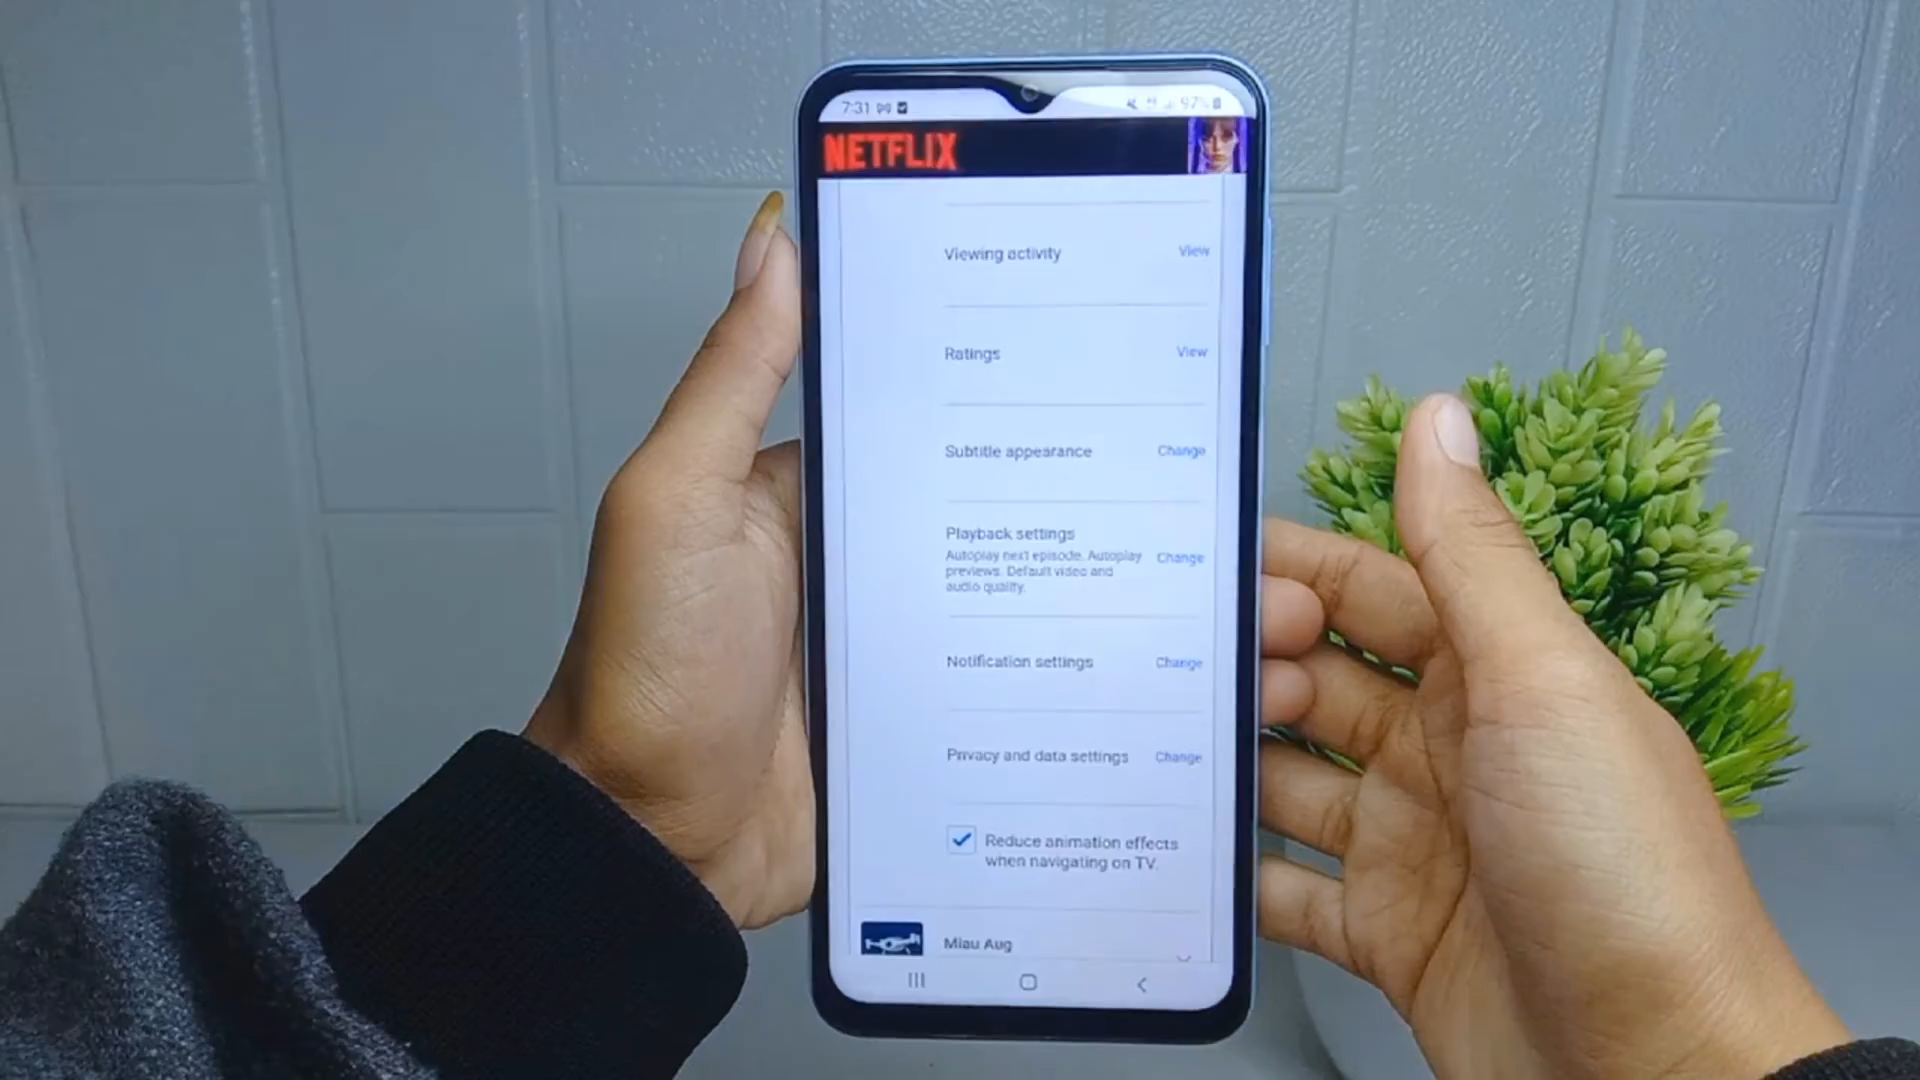 7:31
97%
NETFLIX
Viewing activity
View
Ratings
View
Subtitle appearance
Change
Playback settings
Autoplay next episode. Autoplay
previews. Default video and
audio quality.
Change
Notification settings
Change
Privacy and data settings
Change
Reduce animation effects
when navigating on TV.
Miau Aug